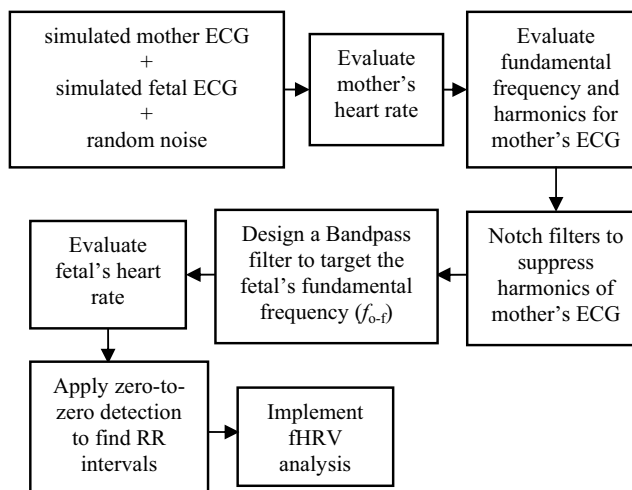 simulated mother ECG
+
simulated fetal ECG
+
random noise
Evaluate
mother's
heart rate
Evaluate
fundamental
frequency and
harmonics for
mother's ECG
Notch filters to
suppress
harmonics of
mother's ECG
Design a Bandpass
filter to target the
fetal's fundamental
frequency (fo-f)
Evaluate
fetal's heart
rate
Apply zero-to-
zero detection
to find RR
intervals
Implement
fHRV
analysis